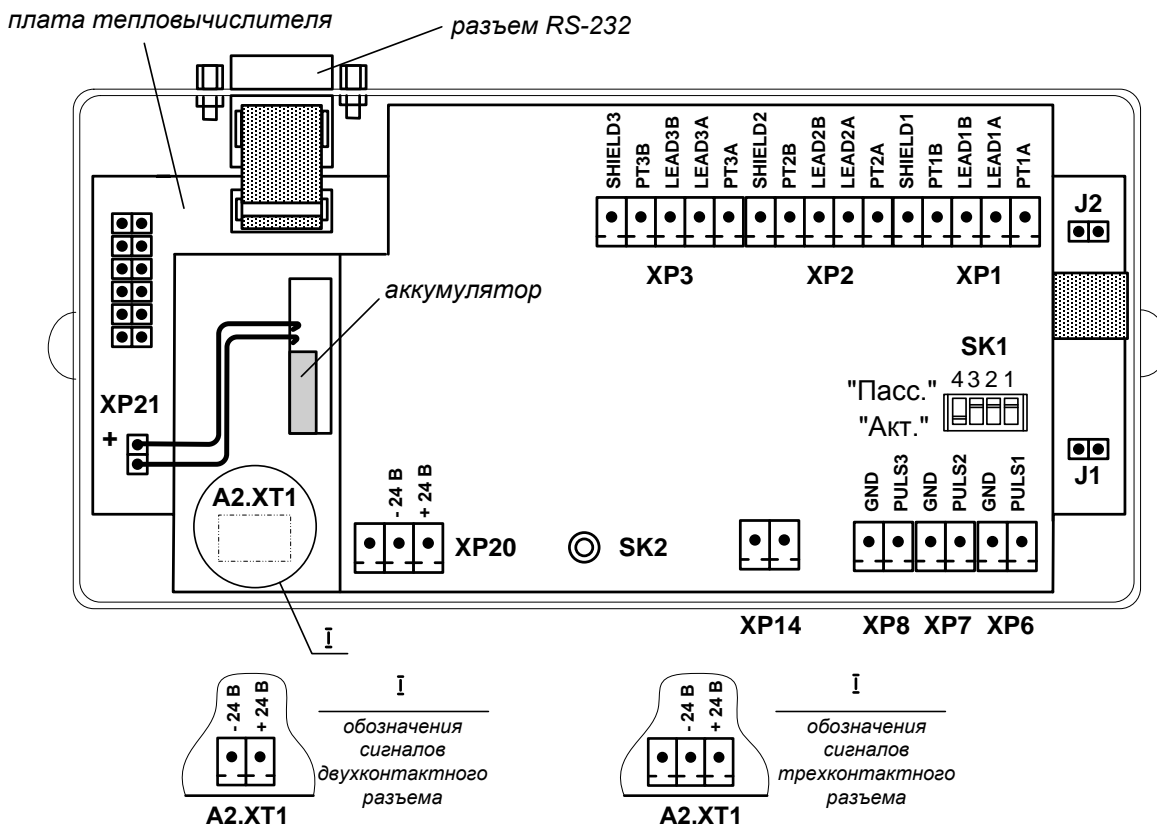 плата тепловычислителя
разъем RS-232
SHIELD3
PT3B
LEAD3B
LEAD3A
PT3A
SHIELD2
PT2B
LEAD2B
LEAD2A
PT2A
SHIELD1
PT1B
LEAD1B
LEAD1A
PT1A
J2
XP3
XP2
XP1
аккумулятор
SK1
"Пасс."
4 3 2 1
"Акт."
XP21
+
J1
A2.XT1
- 24 В
+ 24 В
XP20
SK2
GND
PULS3
GND
PULS2
GND
PULS1
XP14
XP8
XP7
XP6
I
- 24 В
+ 24 В
I
обозначения
сигналов
двухконтактного
разъема
A2.XT1
- 24 В
+ 24 В
I
обозначения
сигналов
трехконтактного
разъема
A2.XT1